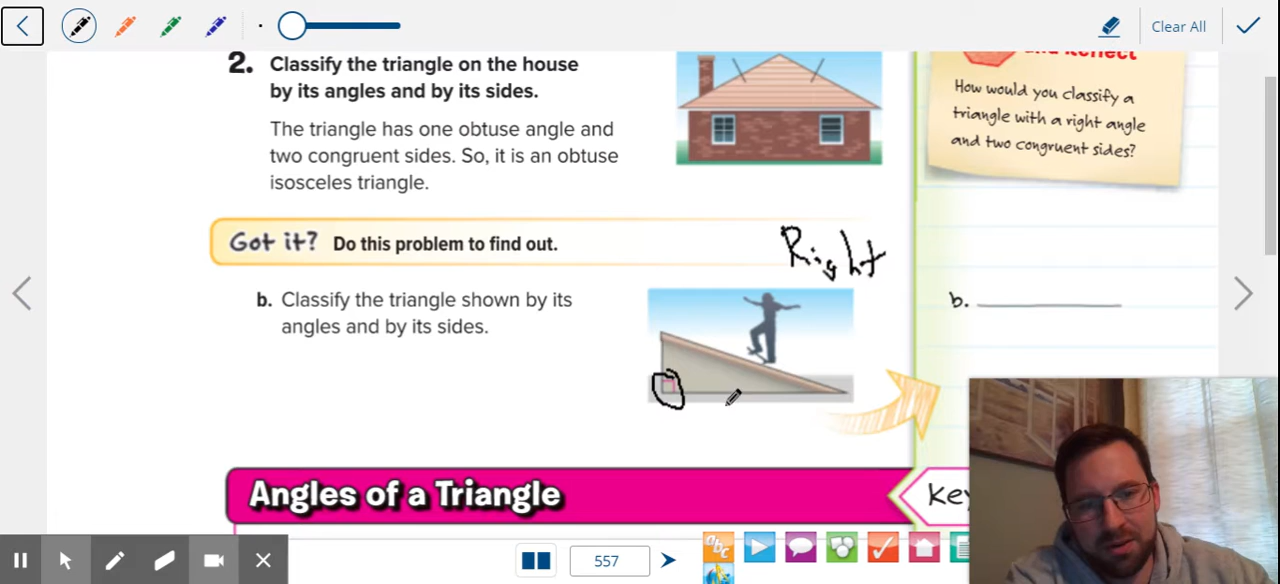 Clear All
2. Classify the triangle on the house
by its angles and by its sides.
The triangle has one obtuse angle and
two congruent sides. So, it is an obtuse
isosceles triangle.
and Reflect
How would you classify a
triangle with a right angle
and two congruent sides?
Got it? Do this problem to find out.
Right
b. Classify the triangle shown by its
angles and by its sides.
b.
Angles of a Triangle
Key
557
abc